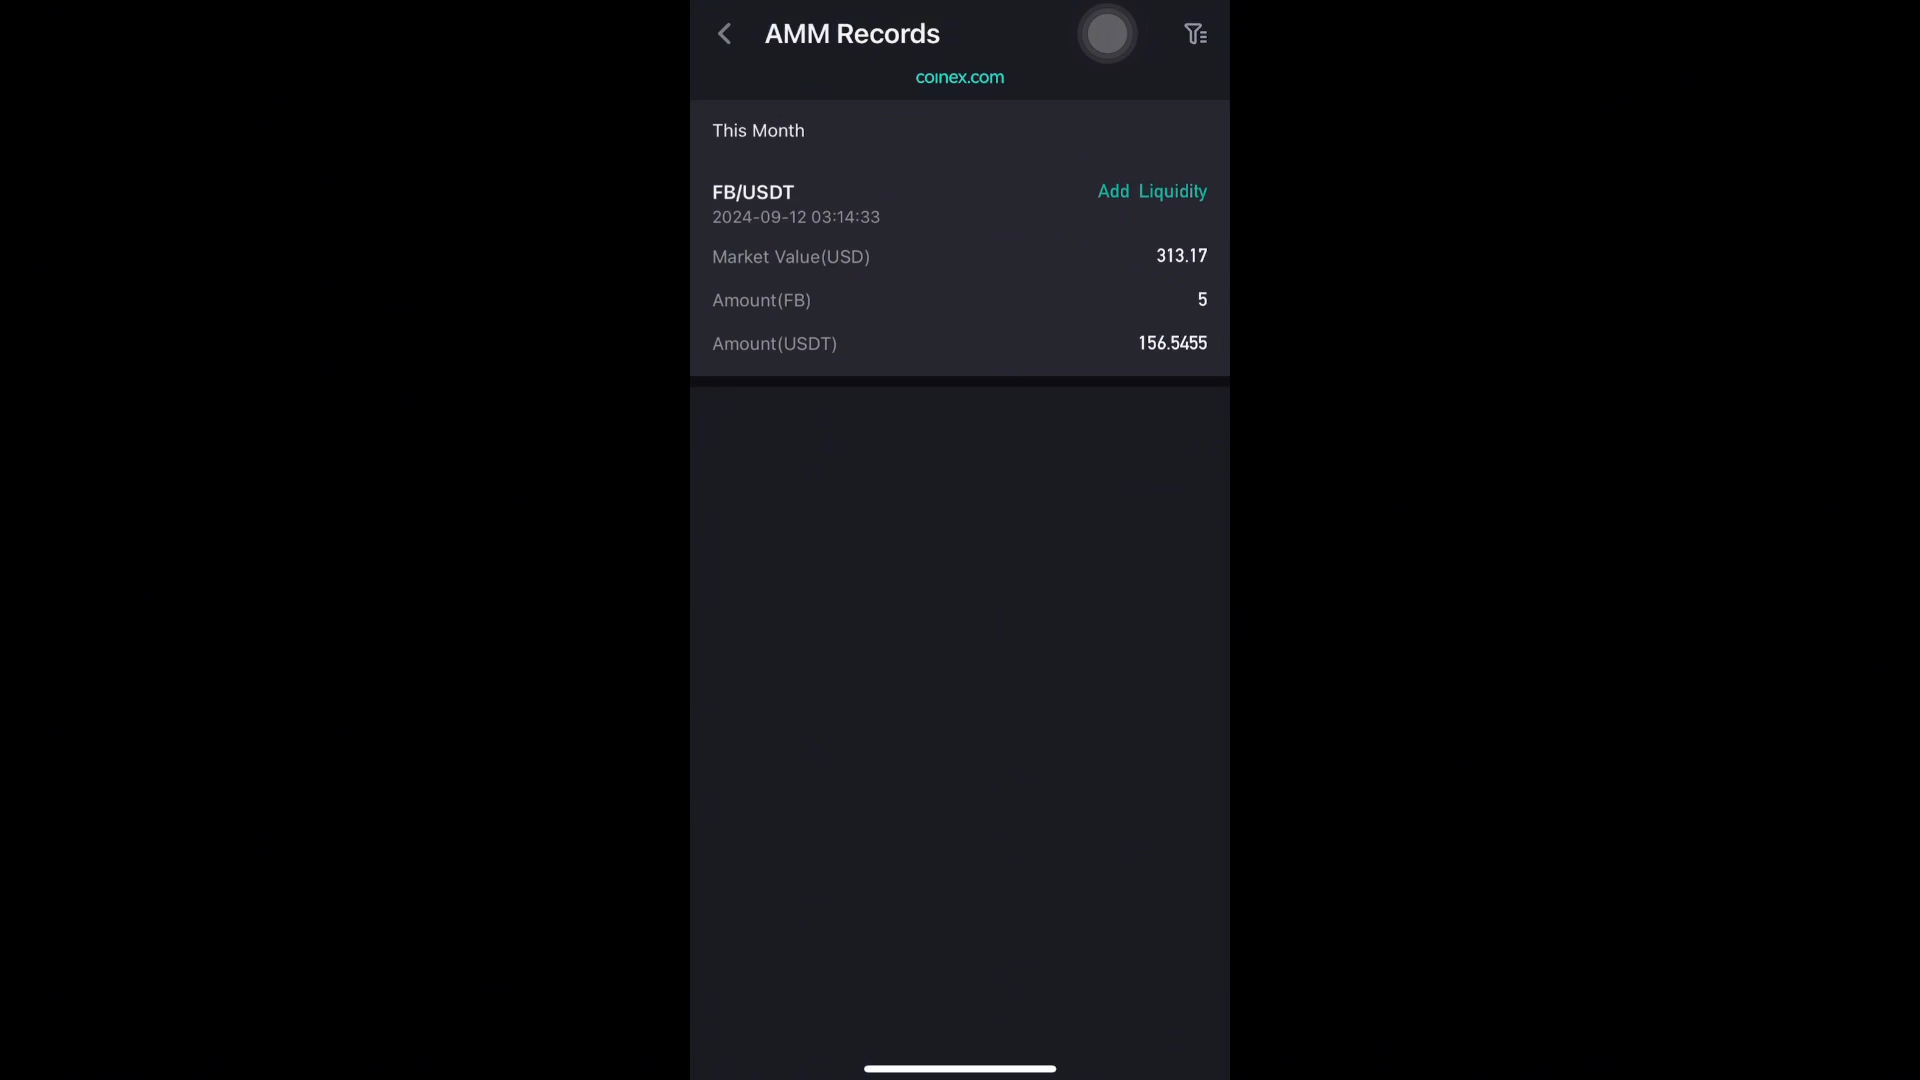 AMM Records
coinex.com
This Month
FB/USDT
Add Liquidity
2024-09-12 03:14:33
Market Value(USD)
313.17
Amount(FB)
5
Amount(USDT)
156.5455